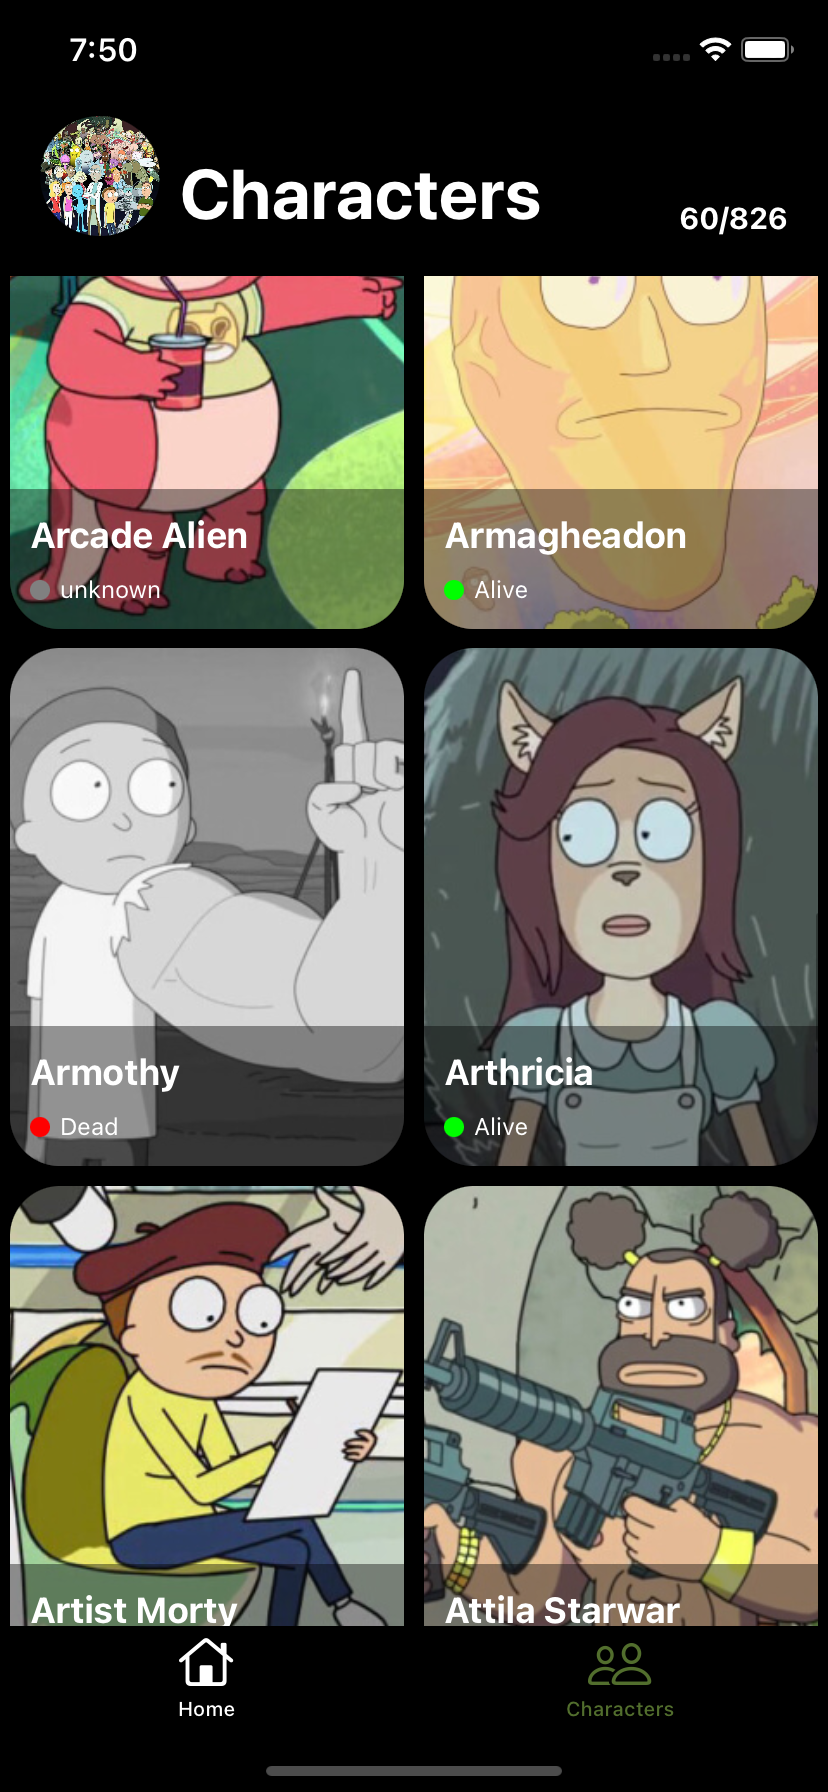 7:50
Characters
60/826
Arcade Alien
unknown
Armagheadon
Alive
Armothy
Dead
Arthricia
Alive
Artist Morty
Attila Starwar
Home
Characters